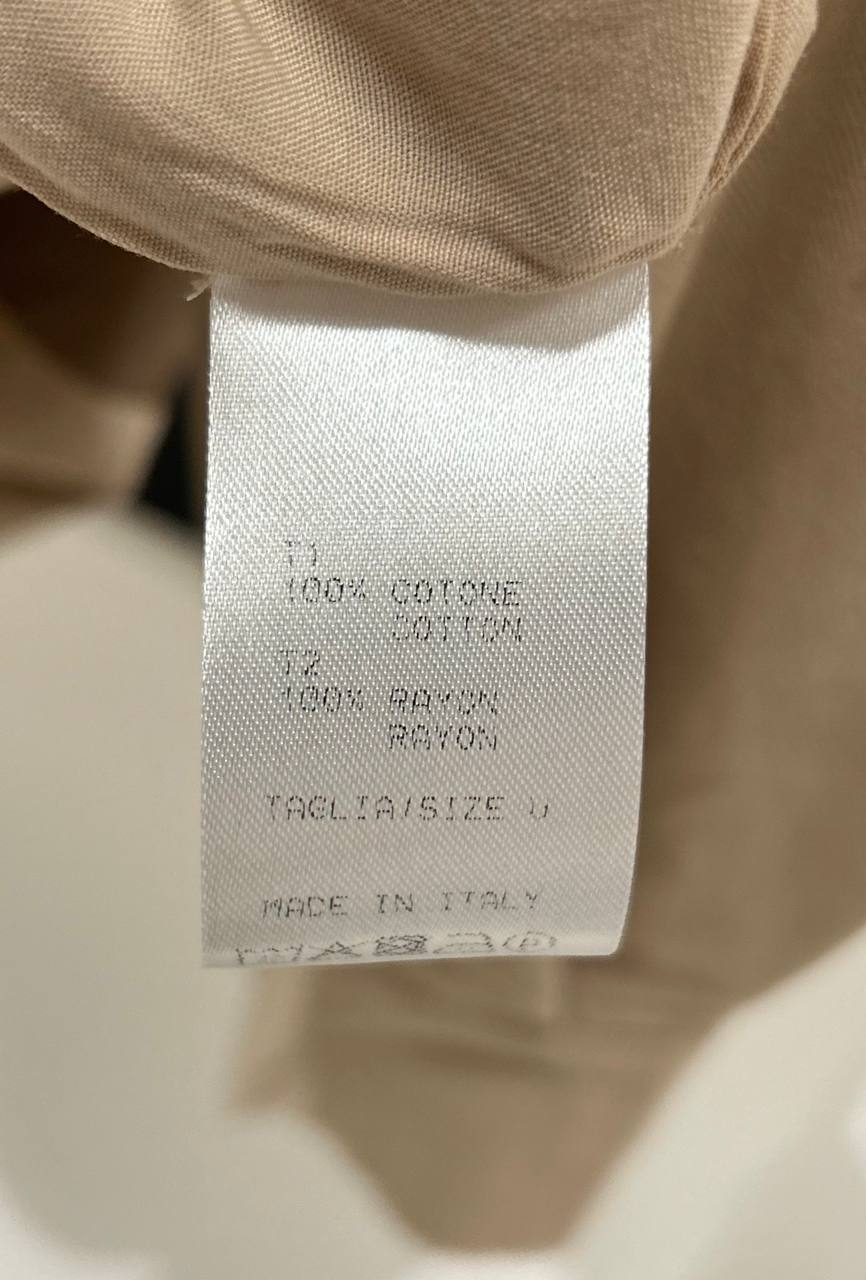 T1
100% COTONE
COTTON
T2
100% RAYON
RAYON
TAGLIA/SIZE U
MADE IN ITALY